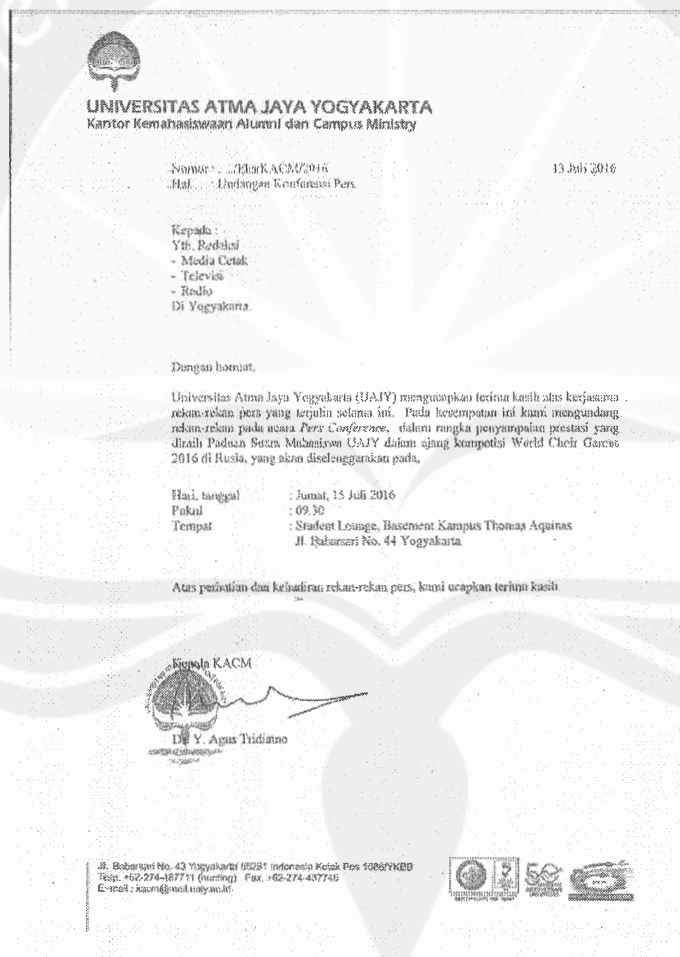 UNIVERSITAS ATMA JAYA YOGYAKARTA
Kantor Kemahasiswaan Alumni dan Campus Ministry
Nomor : /KACM/2016 13 Juli 2016
Hal : Undangan Konferensi Pers
Kepada :
Yth. Redaksi
- Media Cetak
- Televisi
- Radio
Di Yogyakarta
Dengan hormat,
Universitas Atma Jaya Yogyakarta (UAJY) mengucapkan terima kasih atas kerjasama
rekan-rekan pers yang terjalin selama ini. Pada kesempatan ini kami mengundang
rekan-rekan pada acara Pers Conference, dalam rangka penyampaian prestasi yang
diraih Paduan Suara Mahasiswa UAJY dalam ajang kompetisi World Choir Games
2016 di Rusia, yang akan diselenggarakan pada,
Hari, tanggal : Jumat, 15 Juli 2016
Pukul : 09.30
Tempat : Student Lounge, Basement Kampus Thomas Aquinas
Jl. Babarsari No. 44 Yogyakarta
Atas perhatian dan kehadiran rekan-rekan pers, kami ucapkan terima kasih
Kepala KACM
Dr. Y. Agus Tridiatno
Jl. Babarsari No. 43 Yogyakarta 55281 Indonesia Kotak Pos 1086/YKBB
Telp. +62-274-487711 (hunting) Fax. +62-274-487748
E-mail : kacm@mail.uajy.ac.id
50